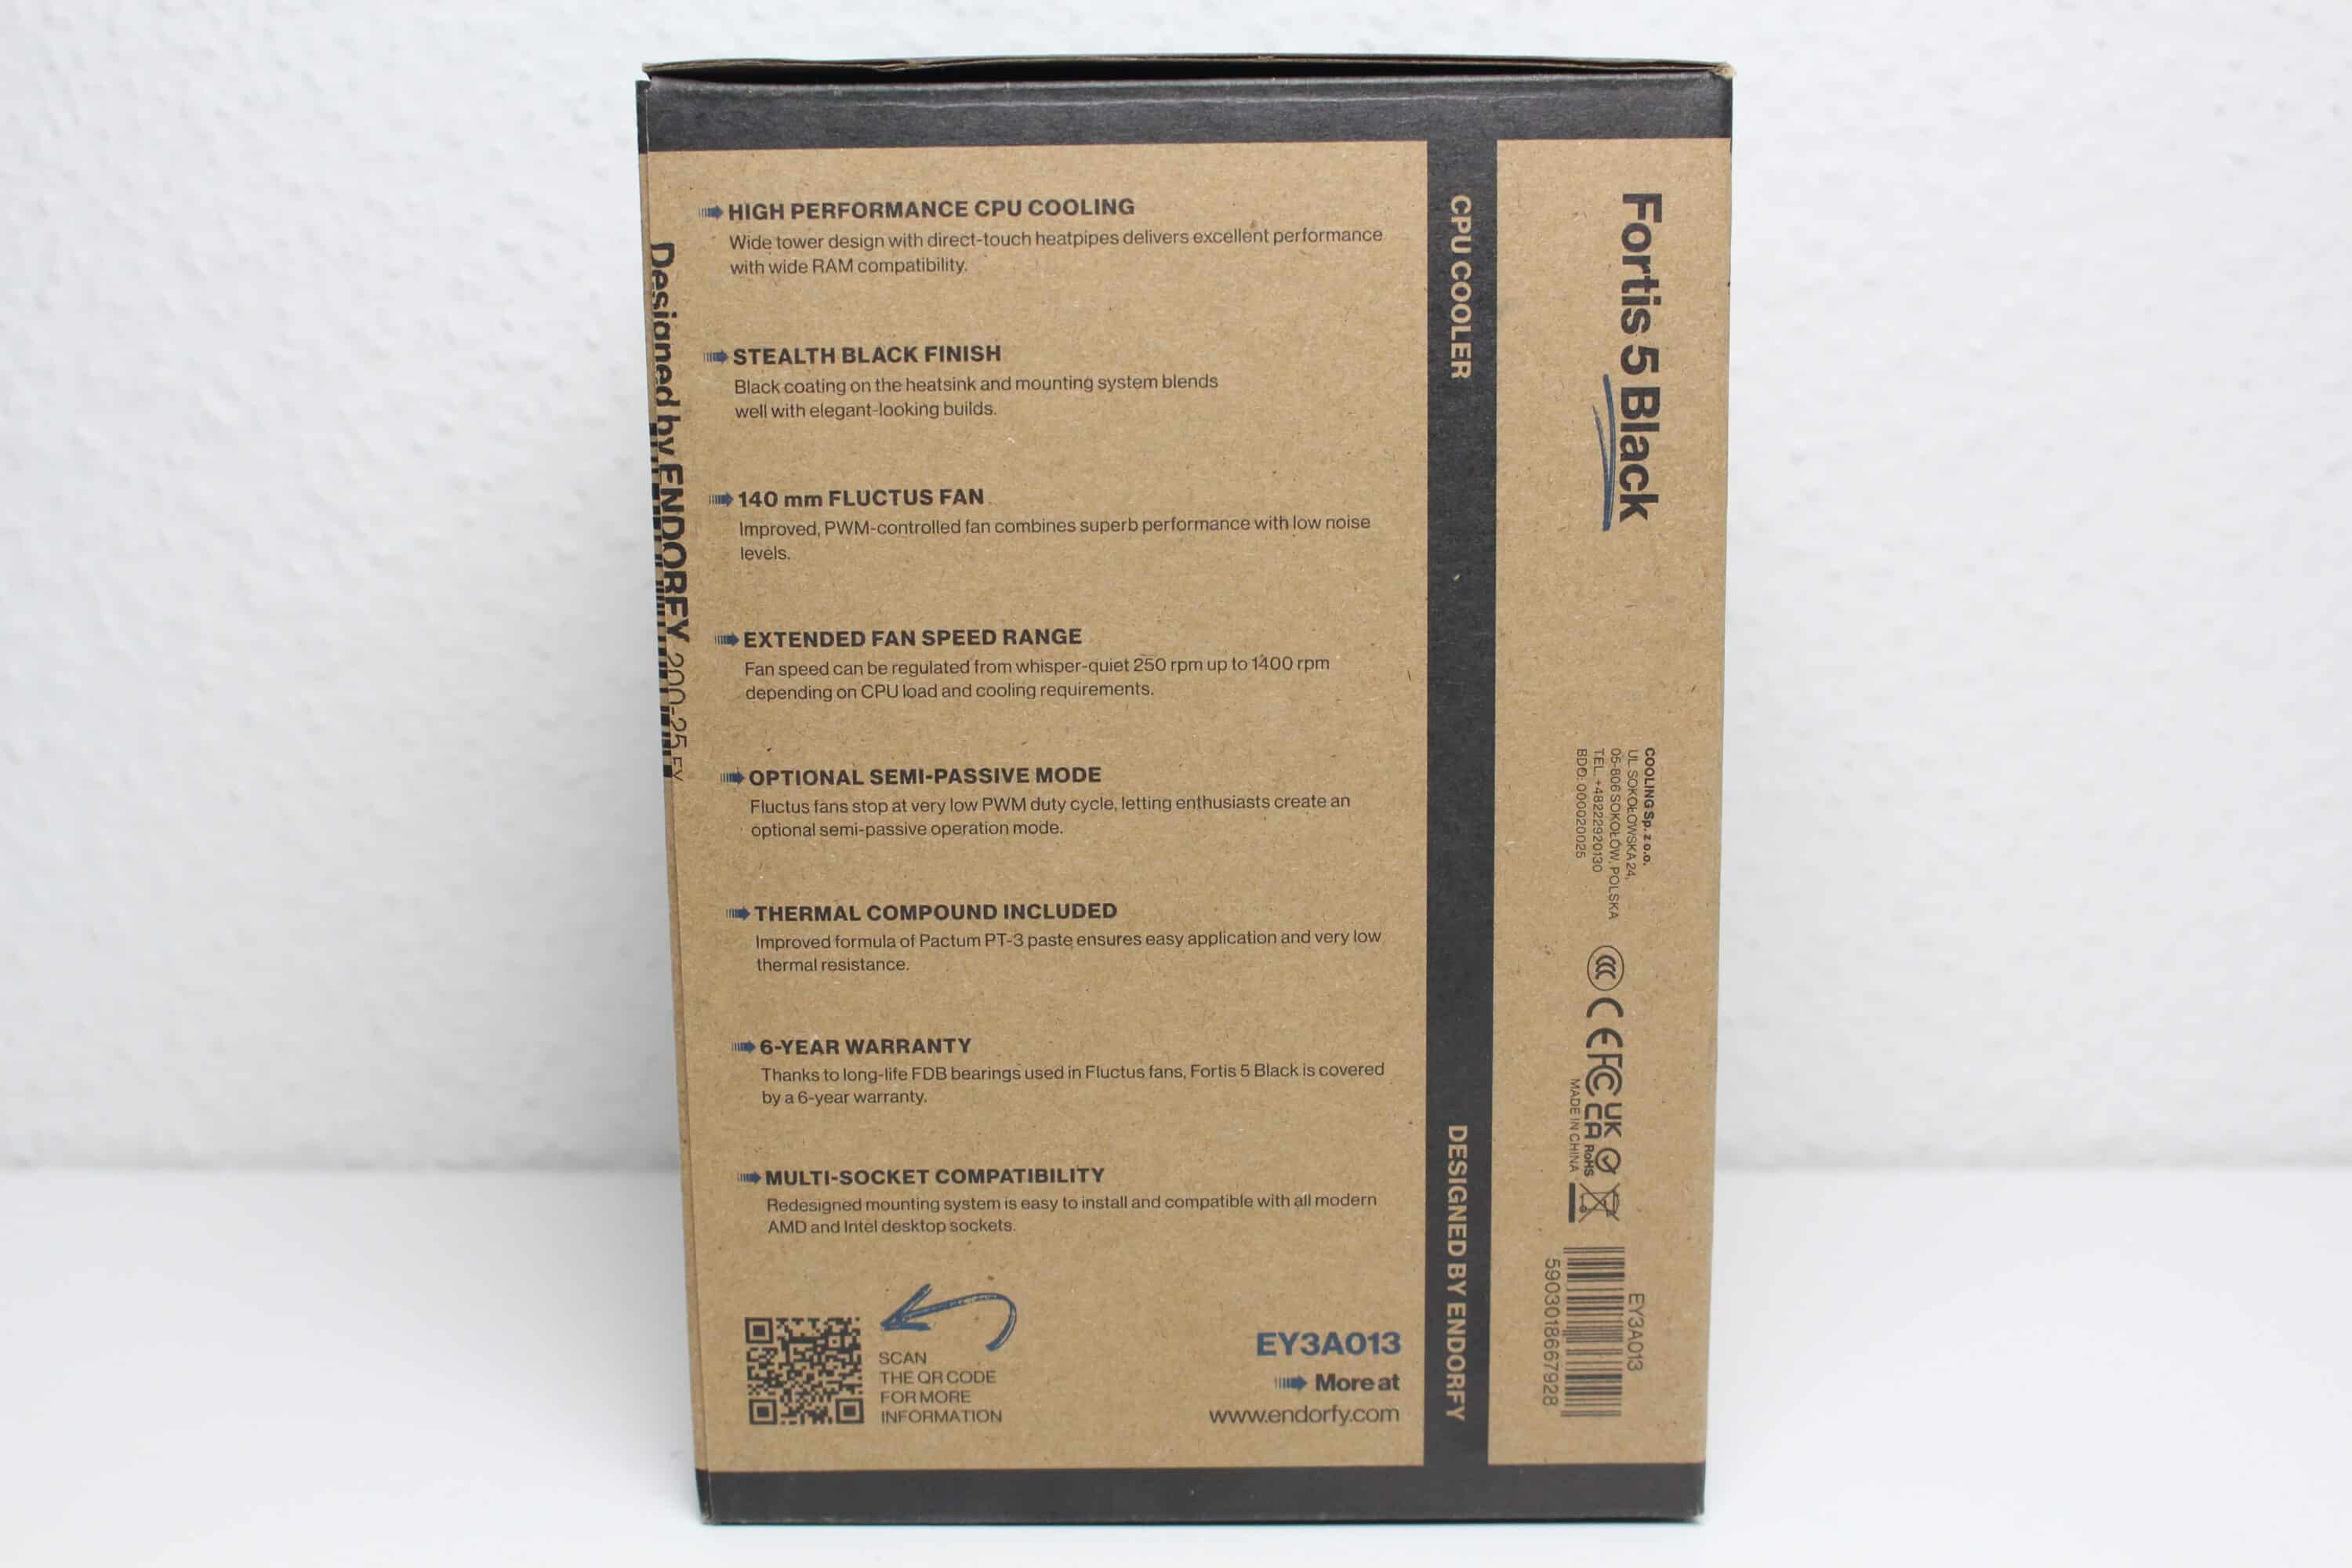 HIGH PERFORMANCE CPU COOLING
Wide tower design with direct-touch heatpipes delivers excellent performance
with wide RAM compatibility.
STEALTH BLACK FINISH
Black coating on the heatsink and mounting system blends
well with elegant-looking builds.
140 mm FLUCTUS FAN
Improved, PWM-controlled fan combines superb performance with low noise
levels.
EXTENDED FAN SPEED RANGE
Fan speed can be regulated from whisper-quiet 250 rpm up to 1400 rpm
depending on CPU load and cooling requirements.
OPTIONAL SEMI-PASSIVE MODE
Fluctus fans stop at very low PWM duty cycle, letting enthusiasts create an
optional semi-passive operation mode.
THERMAL COMPOUND INCLUDED
Improved formula of Pactum PT-3 paste ensures easy application and very low
thermal resistance.
6-YEAR WARRANTY
Thanks to long-life FDB bearings used in Fluctus fans, Fortis 5 Black is covered
by a 6-year warranty.
MULTI-SOCKET COMPATIBILITY
Redesigned mounting system is easy to install and compatible with all modern
AMD and Intel desktop sockets.
SCAN
THE QR CODE
FOR MORE
INFORMATION
EY3A013
More at
www.endorfy.com
Designed by ENDORFY
CPU COOLER
DESIGNED BY ENDORFY
Fortis 5 Black
COOLING Sp. z o.o.
UL. SOKOŁOWSKA 24,
05-806 SOKOŁÓW, POLSKA
TEL. +48222920130
BDO: 000020025
CCC CE FC UK CA RoHS
MADE IN CHINA
EY3A013
5903018667928